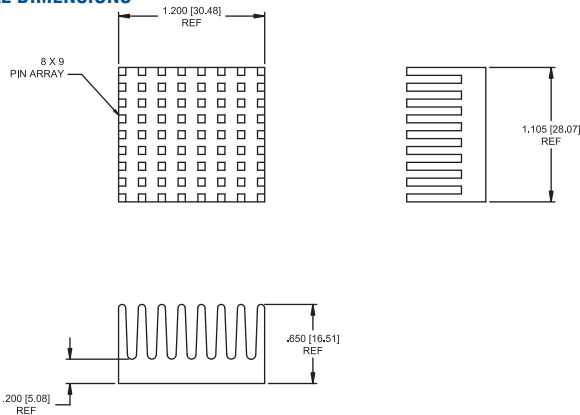 DIMENSIONS
1.200 [30.48]
REF
8 X 9
PIN ARRAY
1.105 [28.07]
REF
.650 [16.51]
REF
.200 [5.08]
REF